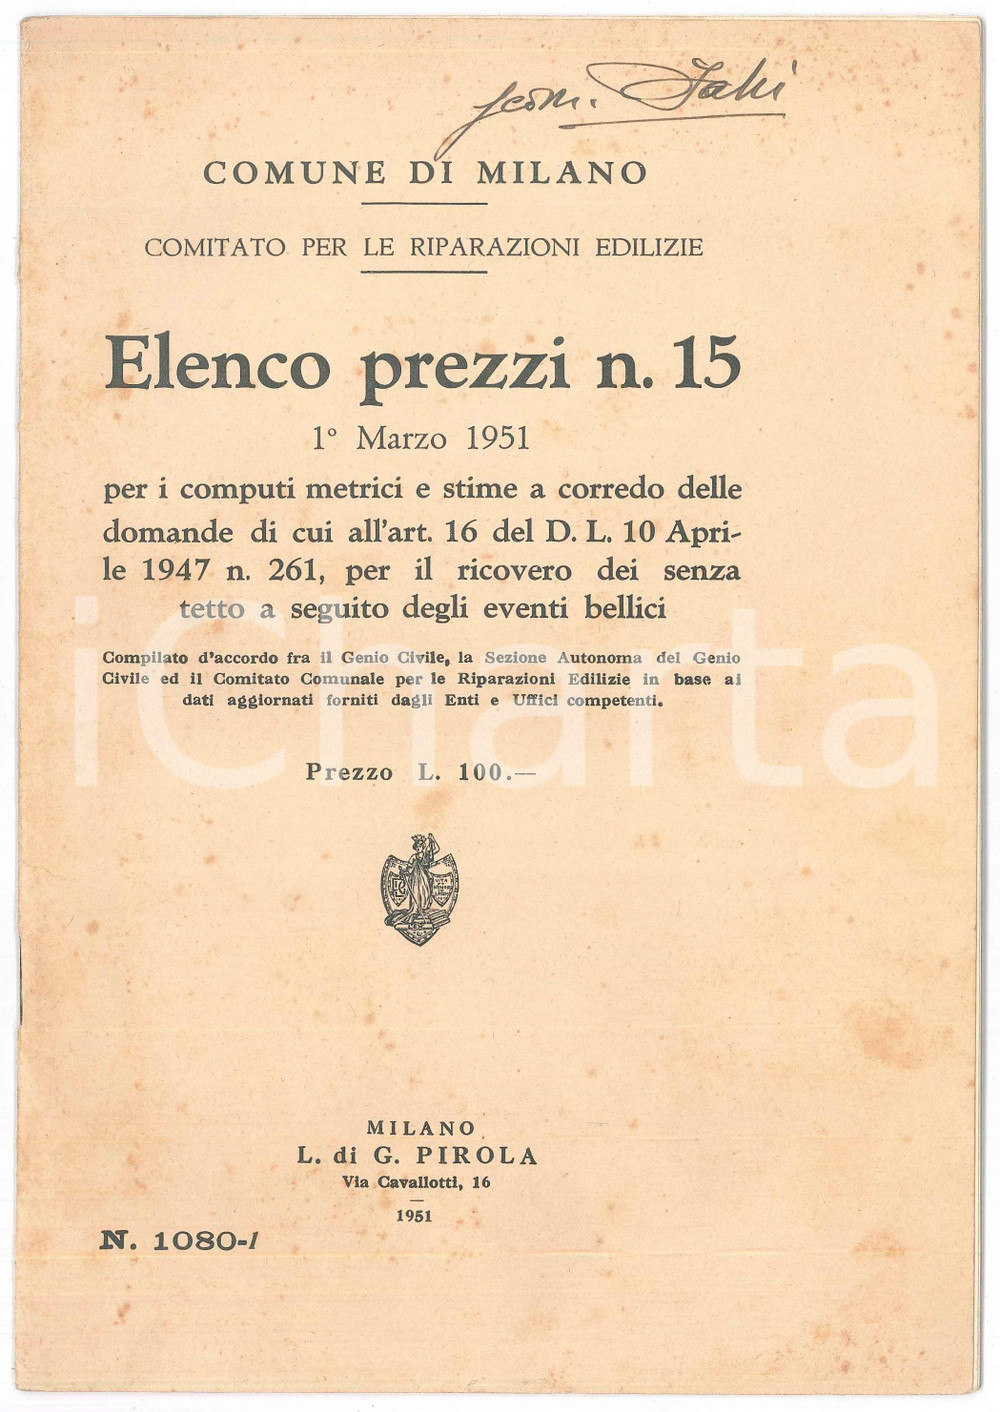 geom.
COMUNE DI MILANO
COMITATO PER LE RIPARAZIONI EDILIZIE
Elenco prezzi n. 15
1° Marzo 1951
per i computi metrici e stime a corredo delle
domande di cui all'art. 16 del D. L. 10 Apri-
le 1947 n. 261, per il ricovero dei senza
tetto a seguito degli eventi bellici
Compilato d'accordo fra il Genio Civile, la Sezione Autonoma del Genio
Civile ed il Comitato Comunale per le Riparazioni Edilizie in base ai
dati aggiornati forniti dagli Enti e Uffici competenti.
iCharta
Prezzo L. 100.—
MILANO
L. di G. PIROLA
Via Cavallotti, 16
1951
N. 1080-I